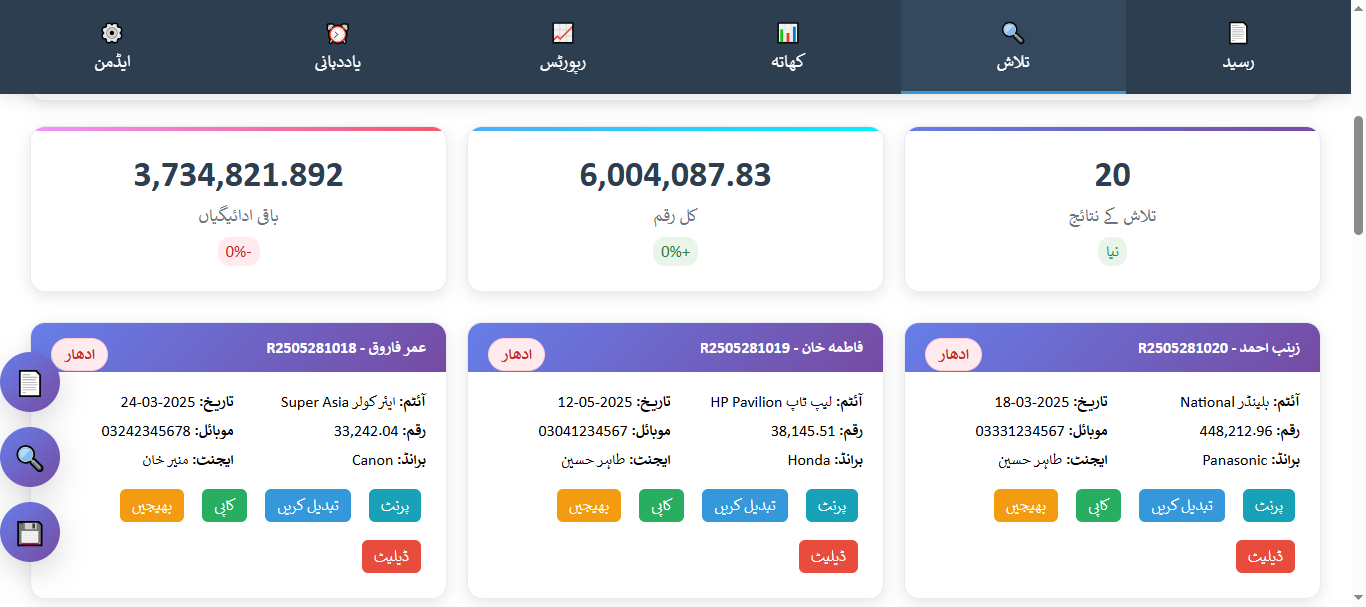 رسید
تلاش
کھاتہ
رپورٹس
یاددہانی
ایڈمن
20
تلاش کے نتائج
نیا
6,004,087.83
کل رقم
+0%
3,734,821.892
باقی ادائیگیاں
-0%
زینب احمد - R2505281020
ادھار
آئٹم: بلینڈر National
تاریخ: 2025-03-18
رقم: 448,212.96
موبائل: 03331234567
برانڈ: Panasonic
ایجنٹ: طاہر حسین
پرنٹ
تبدیل کریں
کاپی
بھیجیں
ڈیلیٹ
فاطمہ خان - R2505281019
ادھار
آئٹم: لیپ ٹاپ HP Pavilion
تاریخ: 2025-05-12
رقم: 38,145.51
موبائل: 03041234567
برانڈ: Honda
ایجنٹ: طاہر حسین
پرنٹ
تبدیل کریں
کاپی
بھیجیں
ڈیلیٹ
عمر فاروق - R2505281018
ادھار
آئٹم: ایئر کولر Super Asia
تاریخ: 2025-03-24
رقم: 33,242.04
موبائل: 03242345678
برانڈ: Canon
ایجنٹ: منیر خان
پرنٹ
تبدیل کریں
کاپی
بھیجیں
ڈیلیٹ